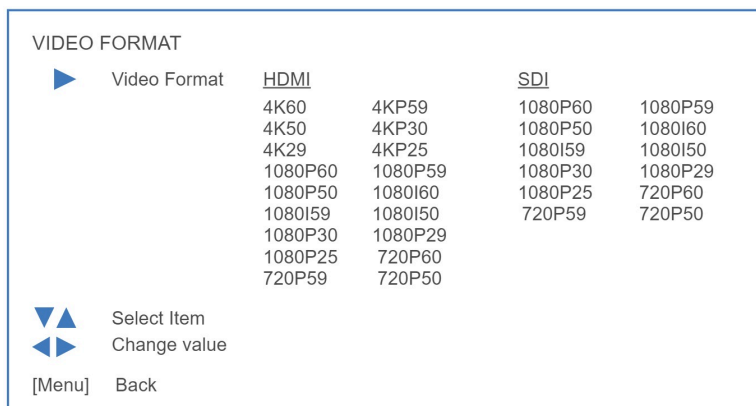 VIDEO FORMAT
Video Format HDMI SDI
4K60 4KP59 1080P60 1080P59
4K50 4KP30 1080P50 1080I60
4K29 4KP25 1080I59 1080I50
1080P60 1080P59 1080P30 1080P29
1080P50 1080I60 1080P25 720P60
1080I59 1080I50 720P59 720P50
1080P30 1080P29
1080P25 720P60
720P59 720P50
Select Item
Change value
[Menu] Back